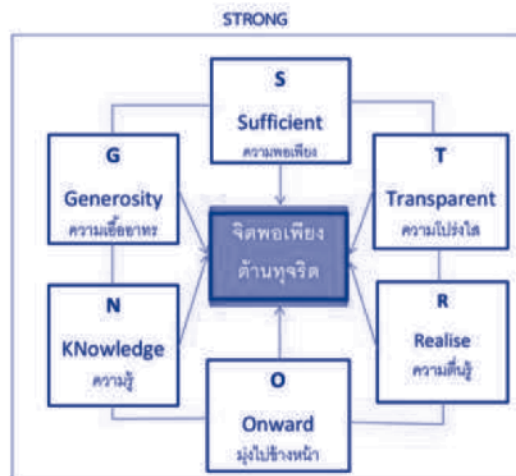 STRONG
S
Sufficient
ความพอเพียง
T
Transparent
ความโปร่งใส
R
Realise
ความตื่นรู้
O
Onward
มุ่งไปข้างหน้า
N
KNowledge
ความรู้
G
Generosity
ความเอื้ออาทร
จิตพอเพียง
ต้านทุจริต